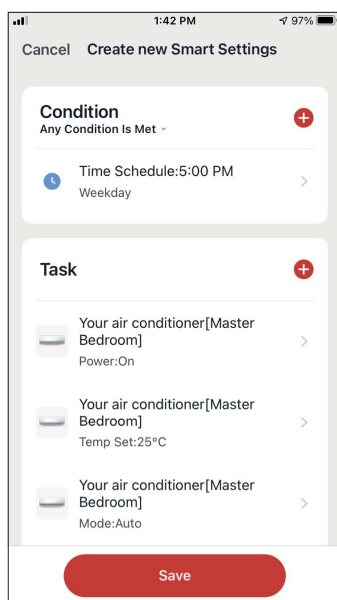 1:42 PM
97%
Cancel
Create new Smart Settings
Condition
Any Condition Is Met
Time Schedule:5:00 PM
Weekday
Task
Your air conditioner[Master
Bedroom]
Power:On
Your air conditioner[Master
Bedroom]
Temp Set:25°C
Your air conditioner[Master
Bedroom]
Mode:Auto
Save